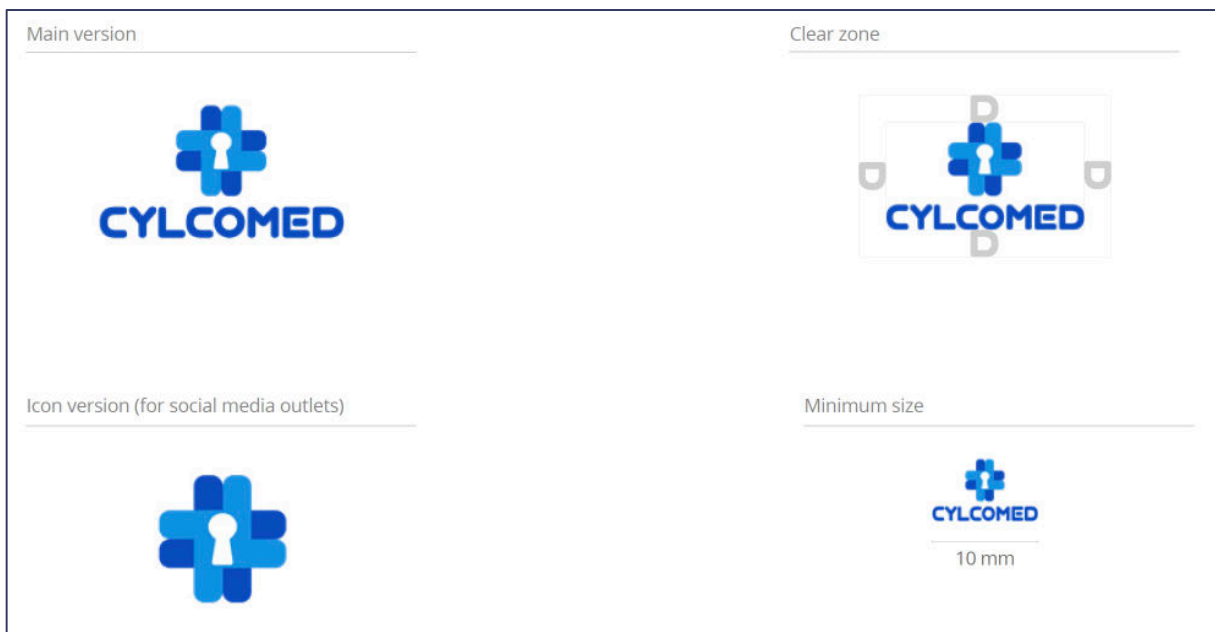 Main version
CYLCOMED
Clear zone
D
D
D
CYLCOMED
D
Icon version (for social media outlets)
Minimum size
CYLCOMED
10 mm